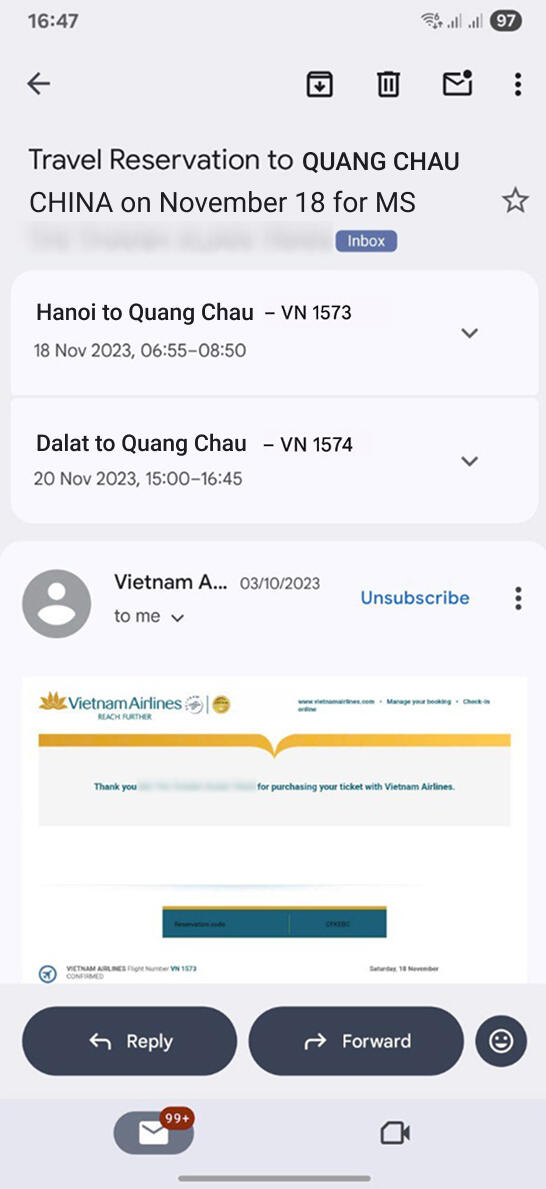 16:47
97
Travel Reservation to QUANG CHAU
CHINA on November 18 for MS
Inbox
Hanoi to Quang Chau – VN 1573
18 Nov 2023, 06:55–08:50
Dalat to Quang Chau – VN 1574
20 Nov 2023, 15:00–16:45
Vietnam A... 03/10/2023
to me
Unsubscribe
Vietnam Airlines
REACH FURTHER
www.vietnamairlines.com • Manage your booking • Check-in
online
Thank you for purchasing your ticket with Vietnam Airlines.
Reservation code
VIETNAM AIRLINES Flight Number VN 1573
CONFIRMED
Saturday, 18 November
Reply
Forward
99+